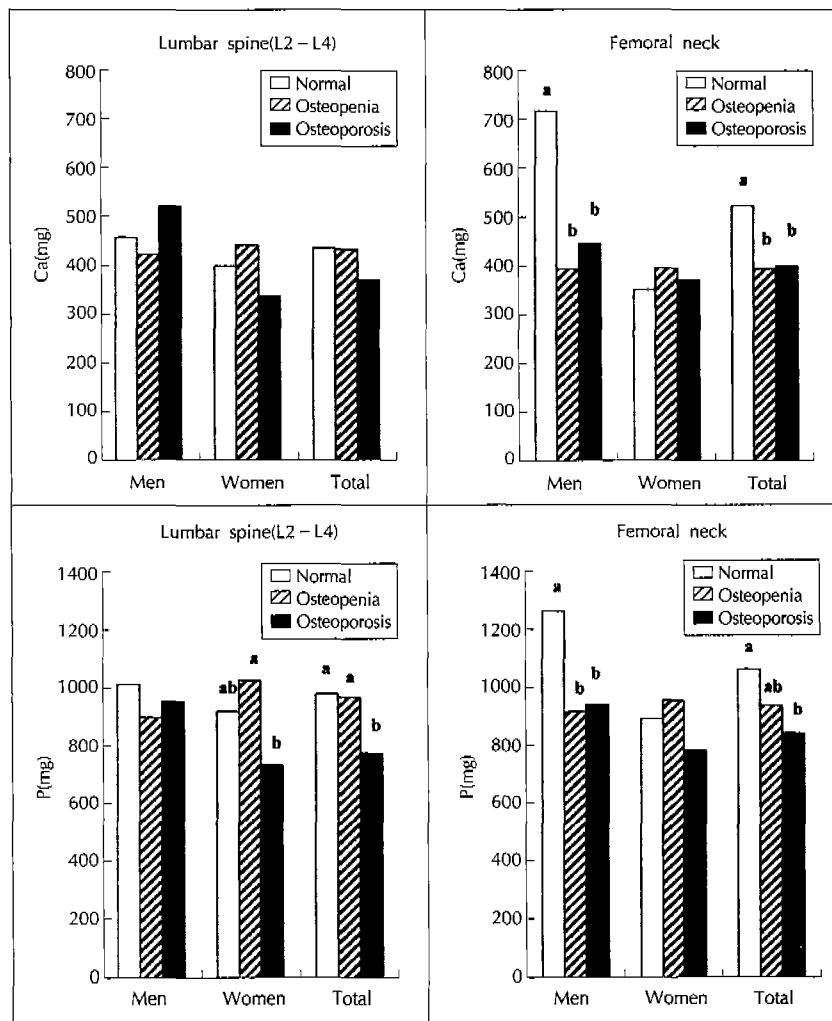 Lumbar spine(L2 – L4)
800
700
600
500
400
300
200
100
0
Ca(mg)
Normal
Osteopenia
Osteoporosis
Men Women Total
Femoral neck
800
700
600
500
400
300
200
100
0
Ca(mg)
Normal
Osteopenia
Osteoporosis
a b b
a b b
Men Women Total
Lumbar spine(L2 – L4)
1400
1200
1000
800
600
400
200
0
P(mg)
Normal
Osteopenia
Osteoporosis
ab a b
a a b
Men Women Total
Femoral neck
1400
1200
1000
800
600
400
200
0
P(mg)
Normal
Osteopenia
Osteoporosis
a b b
a ab b
Men Women Total